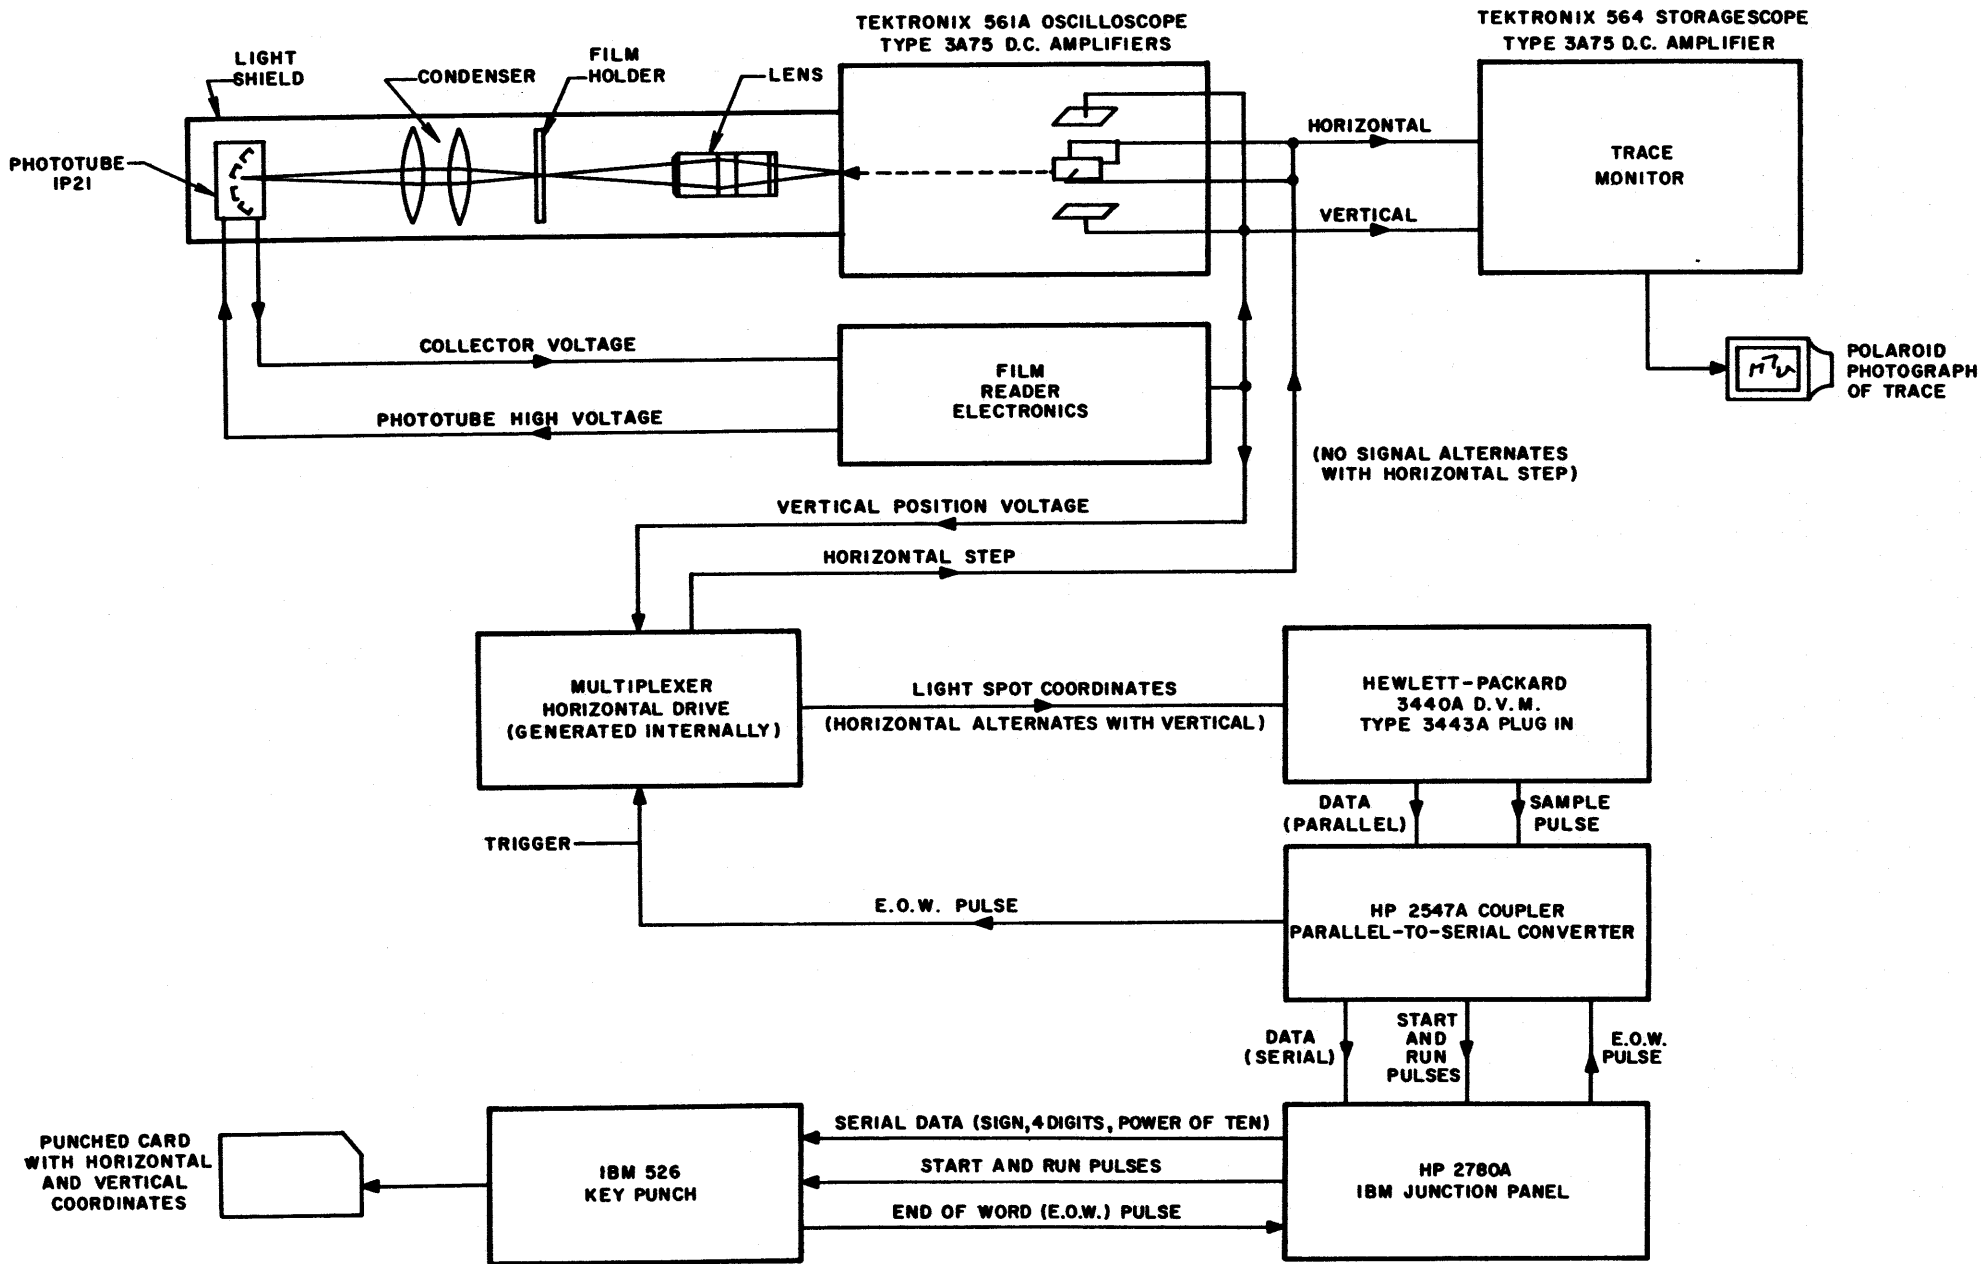 TEKTRONIX 561A OSCILLOSCOPE
TYPE 3A75 D.C. AMPLIFIERS
TEKTRONIX 564 STORAGESCOPE
TYPE 3A75 D.C. AMPLIFIER
LIGHT
SHIELD
CONDENSER
FILM
HOLDER
LENS
PHOTOTUBE
IP21
HORIZONTAL
VERTICAL
TRACE
MONITOR
COLLECTOR VOLTAGE
PHOTOTUBE HIGH VOLTAGE
FILM
READER
ELECTRONICS
POLAROID
PHOTOGRAPH
OF TRACE
(NO SIGNAL ALTERNATES
WITH HORIZONTAL STEP)
VERTICAL POSITION VOLTAGE
HORIZONTAL STEP
MULTIPLEXER
HORIZONTAL DRIVE
(GENERATED INTERNALLY)
LIGHT SPOT COORDINATES
(HORIZONTAL ALTERNATES WITH VERTICAL)
HEWLETT-PACKARD
3440A D.V.M.
TYPE 3443A PLUG IN
DATA
(PARALLEL)
SAMPLE
PULSE
TRIGGER
E.O.W. PULSE
HP 2547A COUPLER
PARALLEL-TO-SERIAL CONVERTER
DATA
(SERIAL)
START
AND
RUN
PULSES
E.O.W.
PULSE
PUNCHED CARD
WITH HORIZONTAL
AND VERTICAL
COORDINATES
IBM 526
KEY PUNCH
SERIAL DATA (SIGN,4 DIGITS, POWER OF TEN)
START AND RUN PULSES
END OF WORD (E.O.W.) PULSE
HP 2780A
IBM JUNCTION PANEL